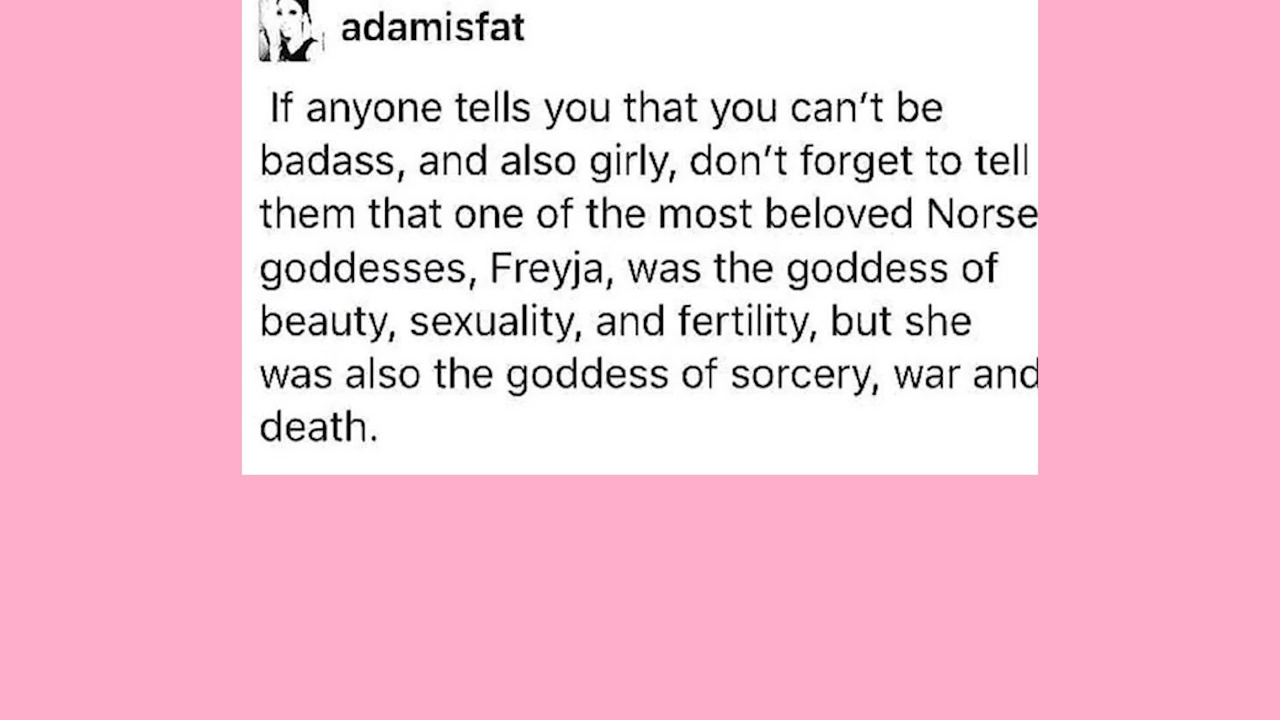 adamisfat
If anyone tells you that you can't be
badass, and also girly, don't forget to tell
them that one of the most beloved Norse
goddesses, Freyja, was the goddess of
beauty, sexuality, and fertility, but she
was also the goddess of sorcery, war and
death.